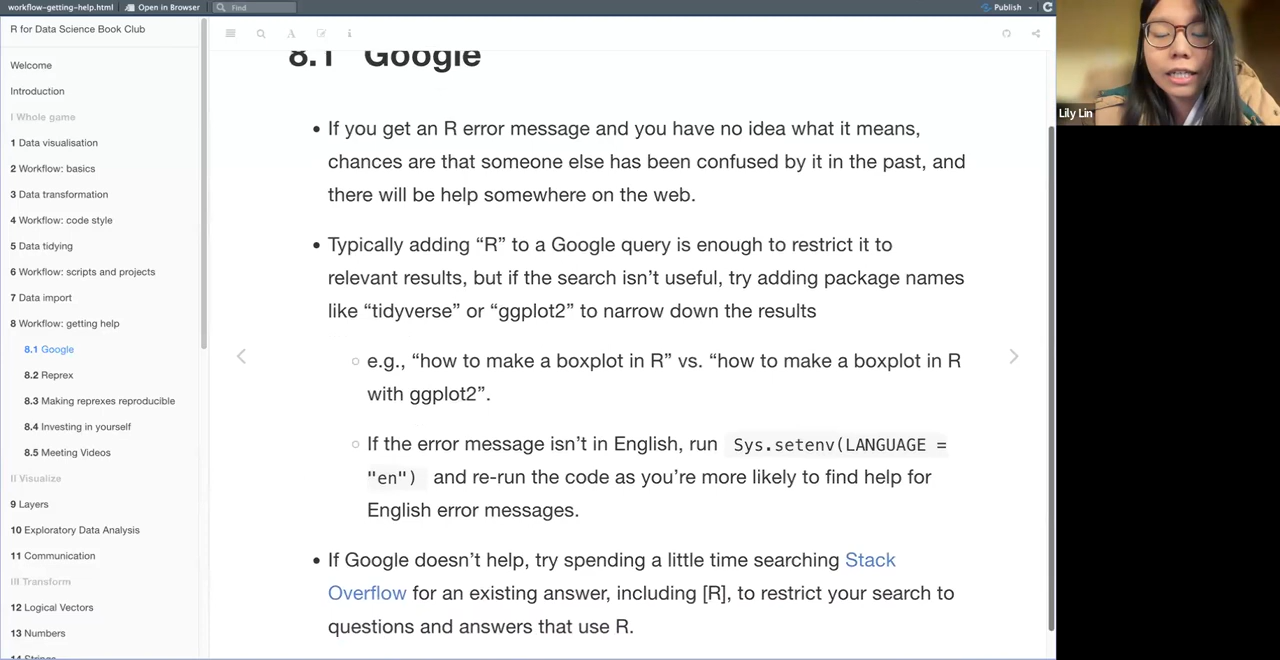 workflow-getting-help.html
Open in Browser
Find
Publish
R for Data Science Book Club
Welcome
Introduction
I Whole game
1 Data visualisation
2 Workflow: basics
3 Data transformation
4 Workflow: code style
5 Data tidying
6 Workflow: scripts and projects
7 Data import
8 Workflow: getting help
8.1 Google
8.2 Reprex
8.3 Making reprexes reproducible
8.4 Investing in yourself
8.5 Meeting Videos
II Visualize
9 Layers
10 Exploratory Data Analysis
11 Communication
III Transform
12 Logical Vectors
13 Numbers
14 Strings
8.1 Google
• If you get an R error message and you have no idea what it means,
chances are that someone else has been confused by it in the past, and
there will be help somewhere on the web.
• Typically adding “R” to a Google query is enough to restrict it to
relevant results, but if the search isn’t useful, try adding package names
like “tidyverse” or “ggplot2” to narrow down the results
○ e.g., “how to make a boxplot in R” vs. “how to make a boxplot in R
with ggplot2”.
○ If the error message isn’t in English, run Sys.setenv(LANGUAGE =
"en") and re-run the code as you’re more likely to find help for
English error messages.
• If Google doesn’t help, try spending a little time searching Stack
Overflow for an existing answer, including [R], to restrict your search to
questions and answers that use R.
Lily Lin